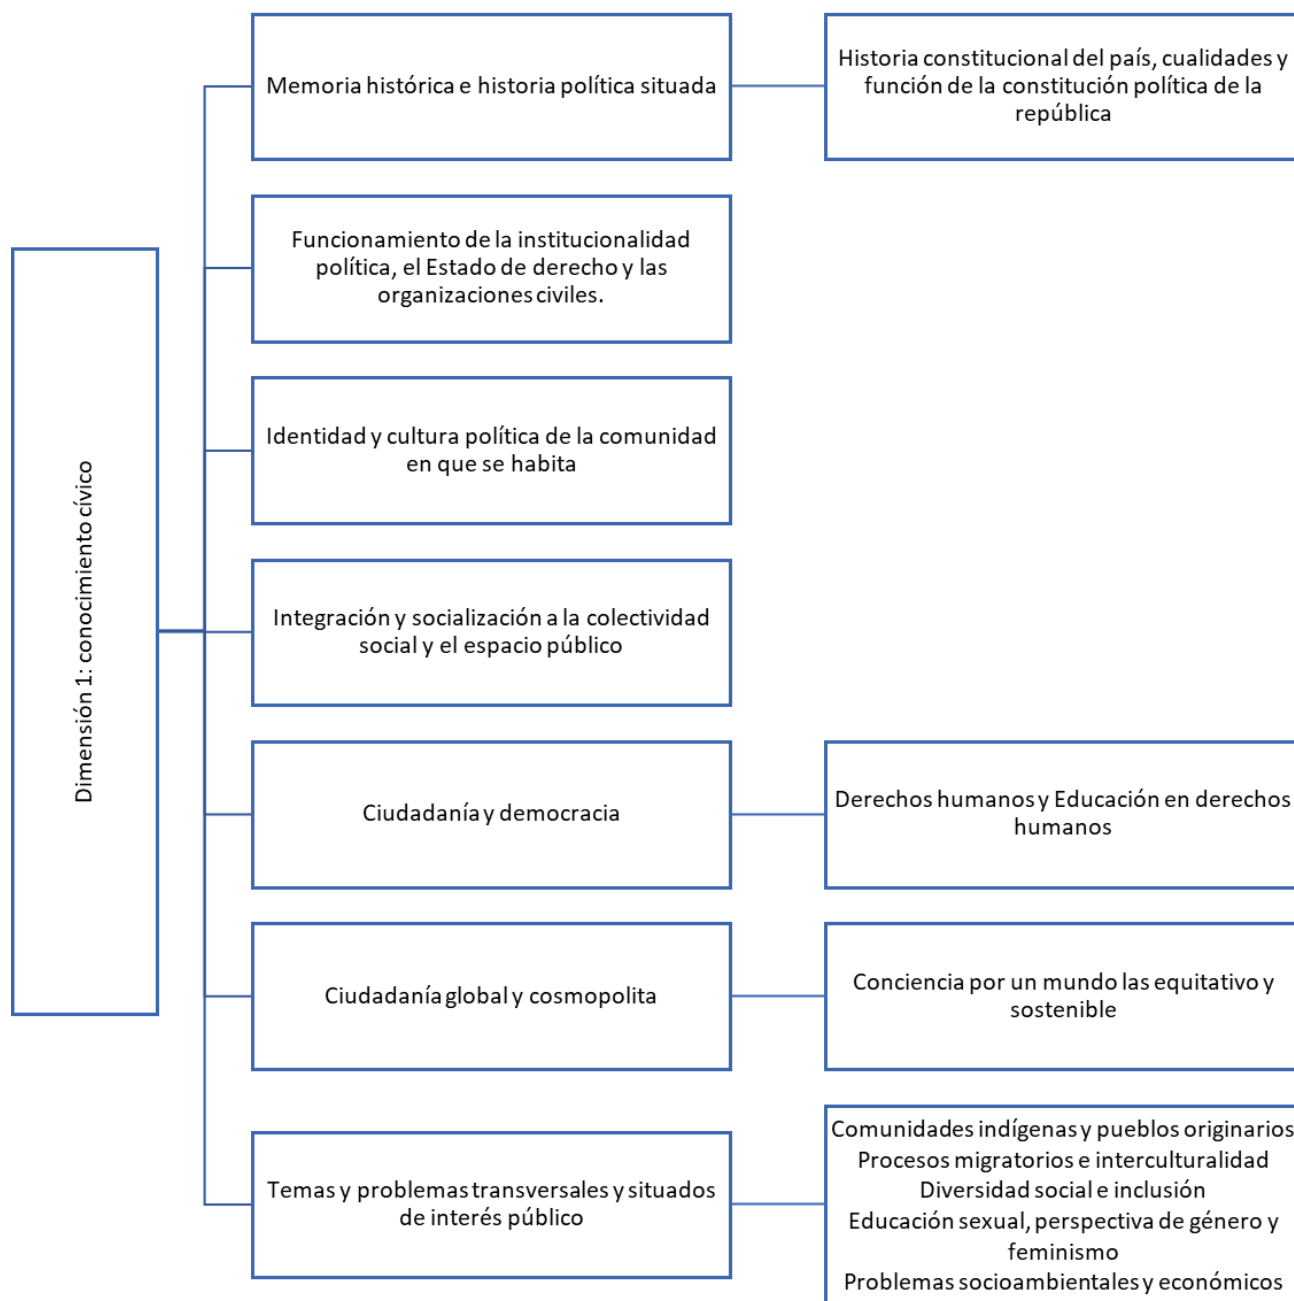 Dimensión 1: conocimiento cívico
Memoria histórica e historia política situada
Historia constitucional del país, cualidades y
función de la constitución política de la
república
Funcionamiento de la institucionalidad
política, el Estado de derecho y las
organizaciones civiles.
Identidad y cultura política de la comunidad
en que se habita
Integración y socialización a la colectividad
social y el espacio público
Ciudadanía y democracia
Derechos humanos y Educación en derechos
humanos
Ciudadanía global y cosmopolita
Conciencia por un mundo las equitativo y
sostenible
Temas y problemas transversales y situados
de interés público
Comunidades indígenas y pueblos originarios
Procesos migratorios e interculturalidad
Diversidad social e inclusión
Educación sexual, perspectiva de género y
feminismo
Problemas socioambientales y económicos